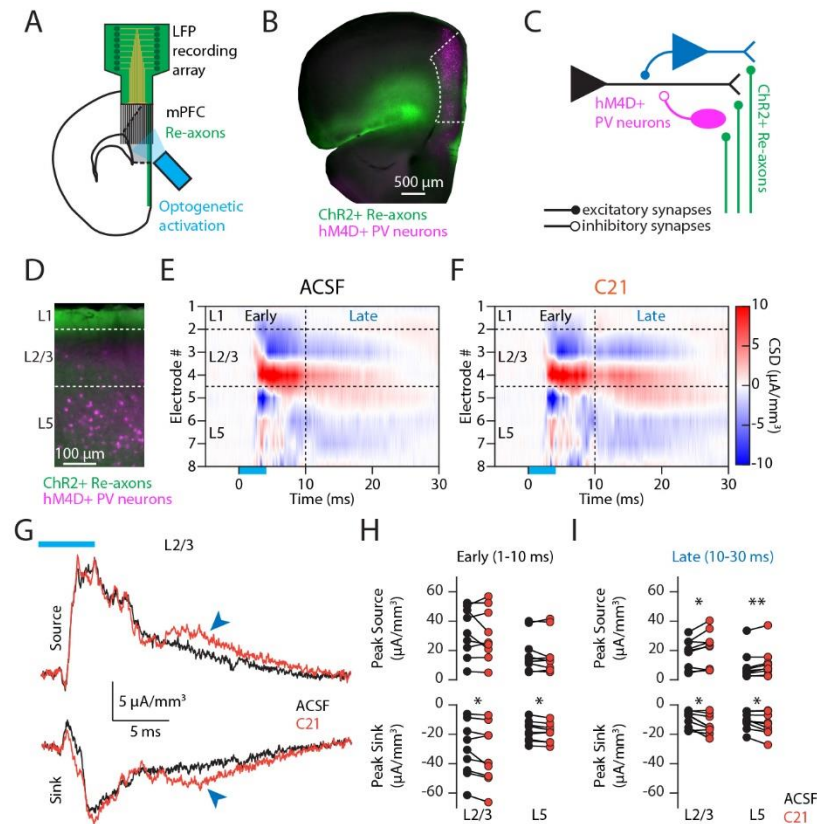 A
LFP
recording
array
mPFC
Re-axons
Optogenetic
activation
B
500 µm
ChR2+ Re-axons
hM4D+ PV neurons
C
hM4D+
PV neurons
ChR2+ Re-axons
excitatory synapses
inhibitory synapses
D
L1
L2/3
L5
100 µm
ChR2+ Re-axons
hM4D+ PV neurons
E
ACSF
1
2
3
4
5
6
7
8
Electrode #
L1
L2/3
L5
Early
Late
0
10
20
30
Time (ms)
F
C21
1
2
3
4
5
6
7
8
Electrode #
L1
L2/3
L5
Early
Late
0
10
20
30
Time (ms)
10
5
0
-5
-10
CSD (µA/mm³)
G
L2/3
Source
5 µA/mm³
5 ms
ACSF
C21
Sink
H
Early (1-10 ms)
60
40
20
0
Peak Source
(µA/mm³)
0
-20
-40
-60
Peak Sink
(µA/mm³)
*
*
L2/3
L5
I
Late (10-30 ms)
60
40
20
0
Peak Source
(µA/mm³)
*
**
0
-20
-40
-60
Peak Sink
(µA/mm³)
*
*
L2/3
L5
ACSF
C21